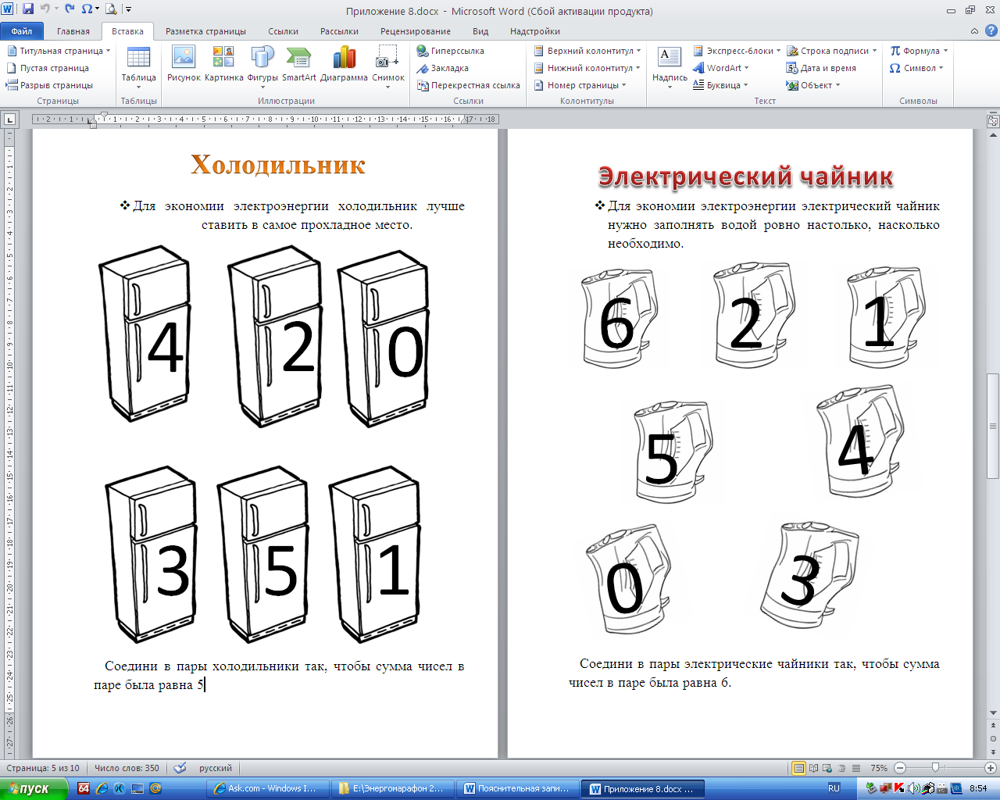 Приложение 8.docx - Microsoft Word (Сбой активации продукта)
Файл Главная Вставка Разметка страницы Ссылки Рассылки Рецензирование Вид Надстройки
Титульная страница
Пустая страница
Разрыв страницы
Страницы
Таблица
Таблицы
Рисунок Картинка Фигуры SmartArt Диаграмма Снимок
Иллюстрации
Гиперссылка
Закладка
Перекрестная ссылка
Ссылки
Верхний колонтитул
Нижний колонтитул
Номер страницы
Колонтитулы
Надпись
Экспресс-блоки
WordArt
Буквица
Строка подписи
Дата и время
Объект
Текст
Формула
Символ
Символы
Холодильник
Для экономии электроэнергии холодильник лучше
ставить в самое прохладное место.
4 2 0
3 5 1
Соедини в пары холодильники так, чтобы сумма чисел в
паре была равна 5
Электрический чайник
Для экономии электроэнергии электрический чайник
нужно заполнять водой ровно настолько, насколько
необходимо.
6 2 1
5 4
0 3
Соедини в пары электрические чайники так, чтобы сумма
чисел в паре была равна 6.
Страница: 5 из 10 Число слов: 350 русский 75%
пуск 64 Ask.com - Windows I... E:\Энергомарафон 2... Пояснительная запи... Приложение 8.docx ... RU 8:54